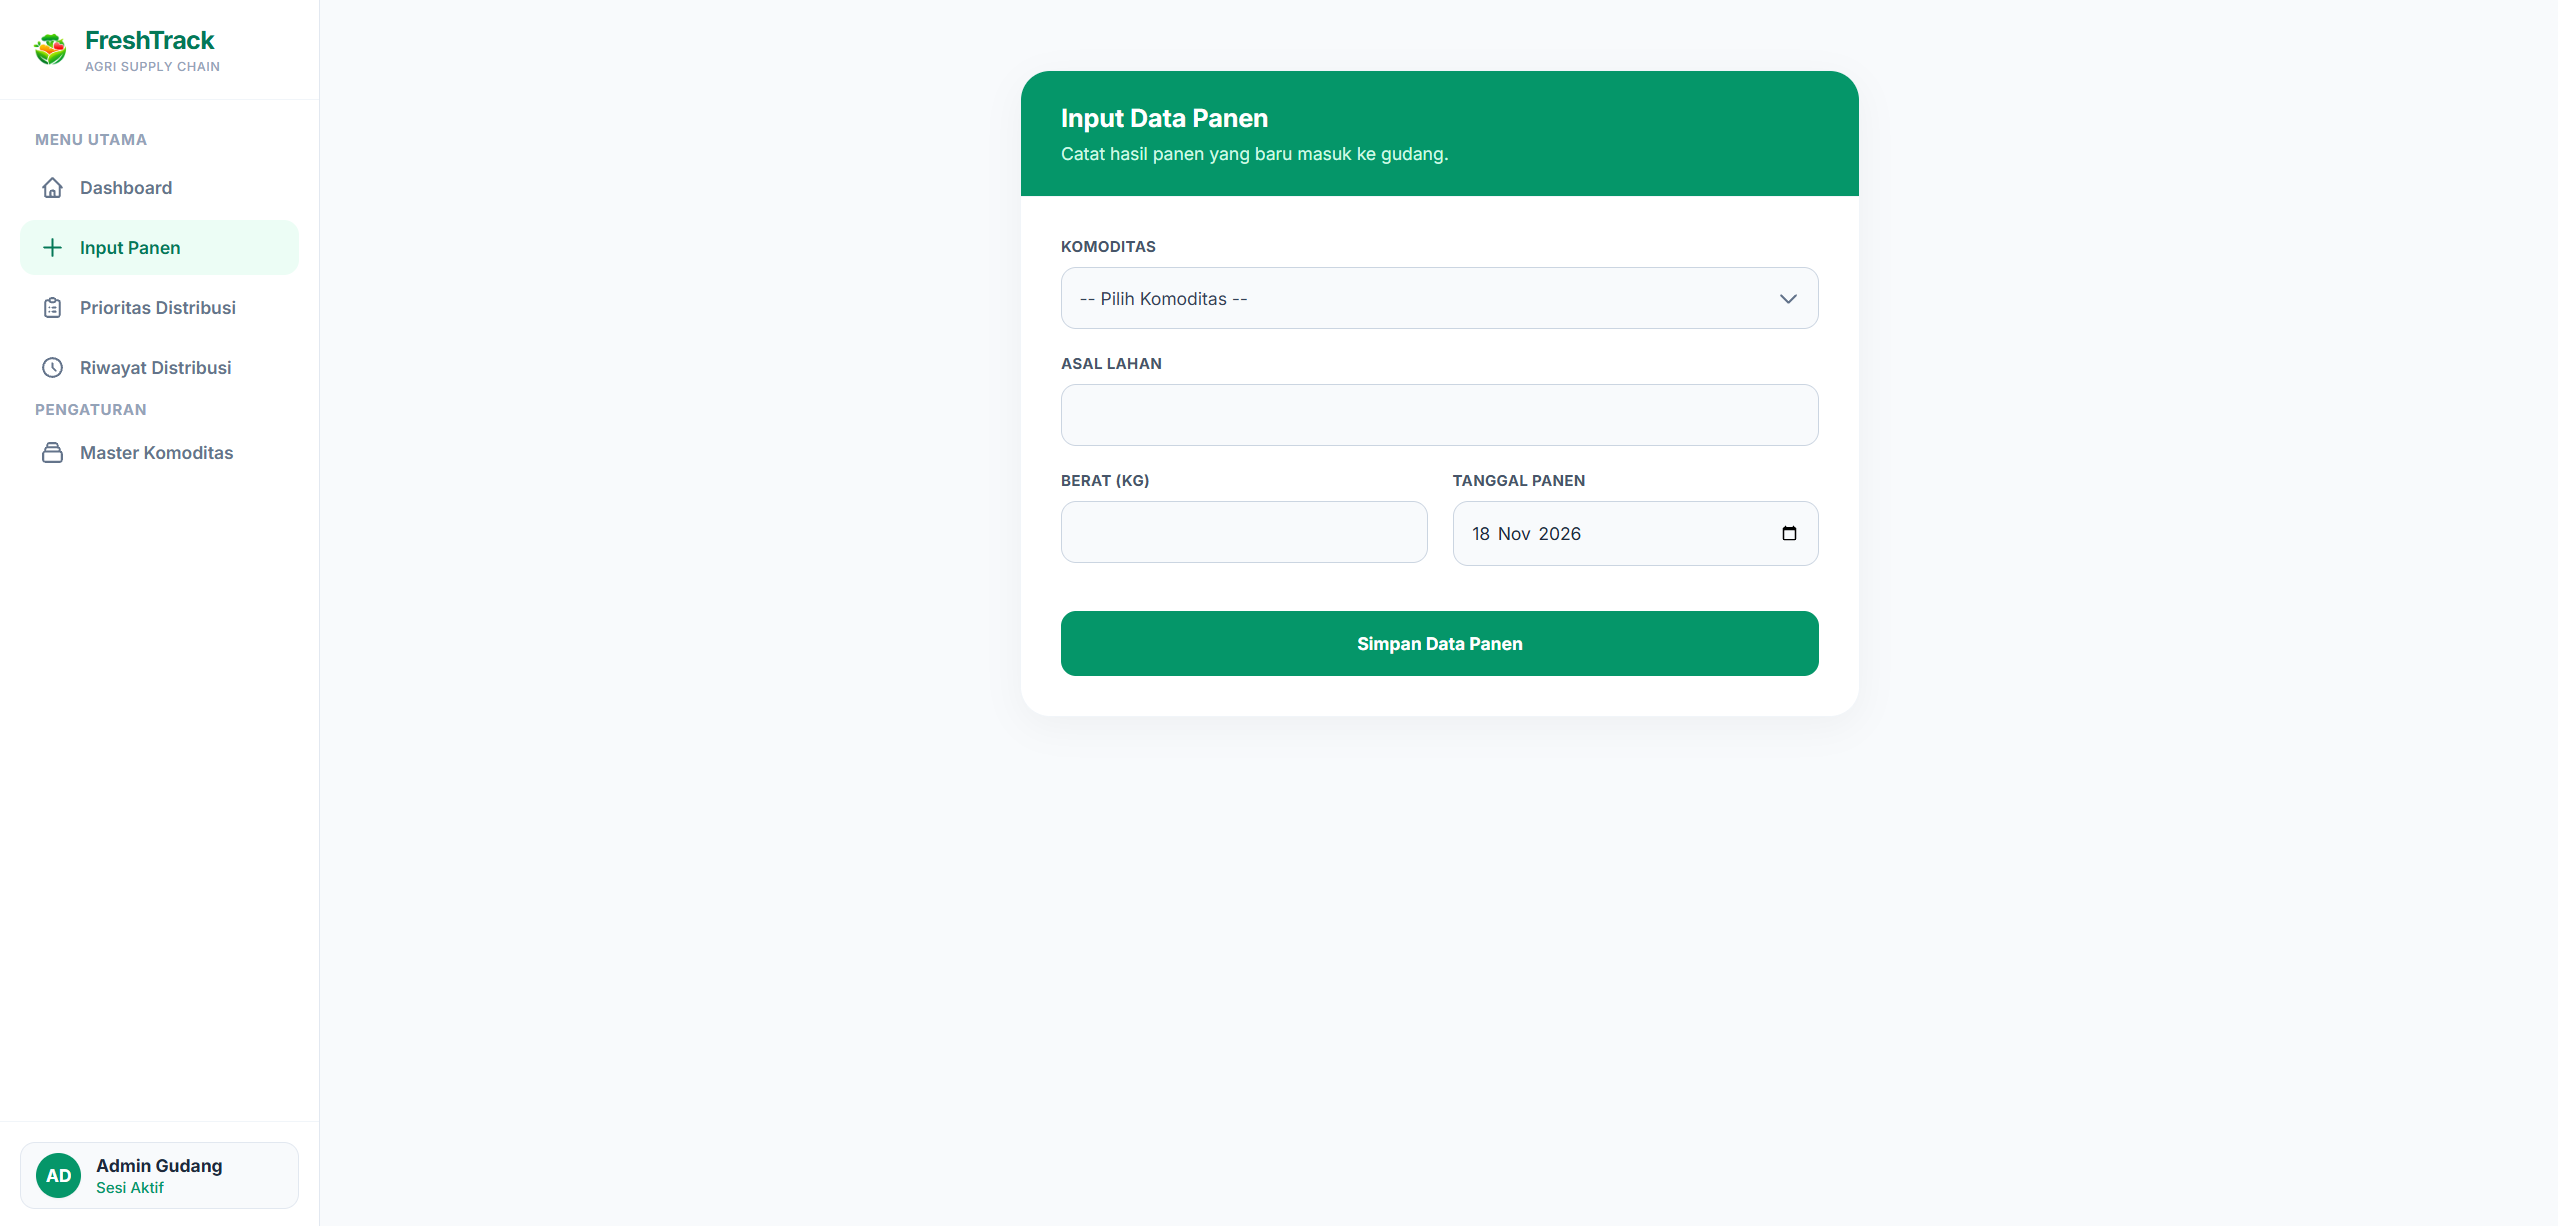 FreshTrack
AGRI SUPPLY CHAIN
MENU UTAMA
Dashboard
Input Panen
Prioritas Distribusi
Riwayat Distribusi
PENGATURAN
Master Komoditas
AD
Admin Gudang
Sesi Aktif
Input Data Panen
Catat hasil panen yang baru masuk ke gudang.
KOMODITAS
-- Pilih Komoditas --
ASAL LAHAN
BERAT (KG)
TANGGAL PANEN
18 Nov 2026
Simpan Data Panen